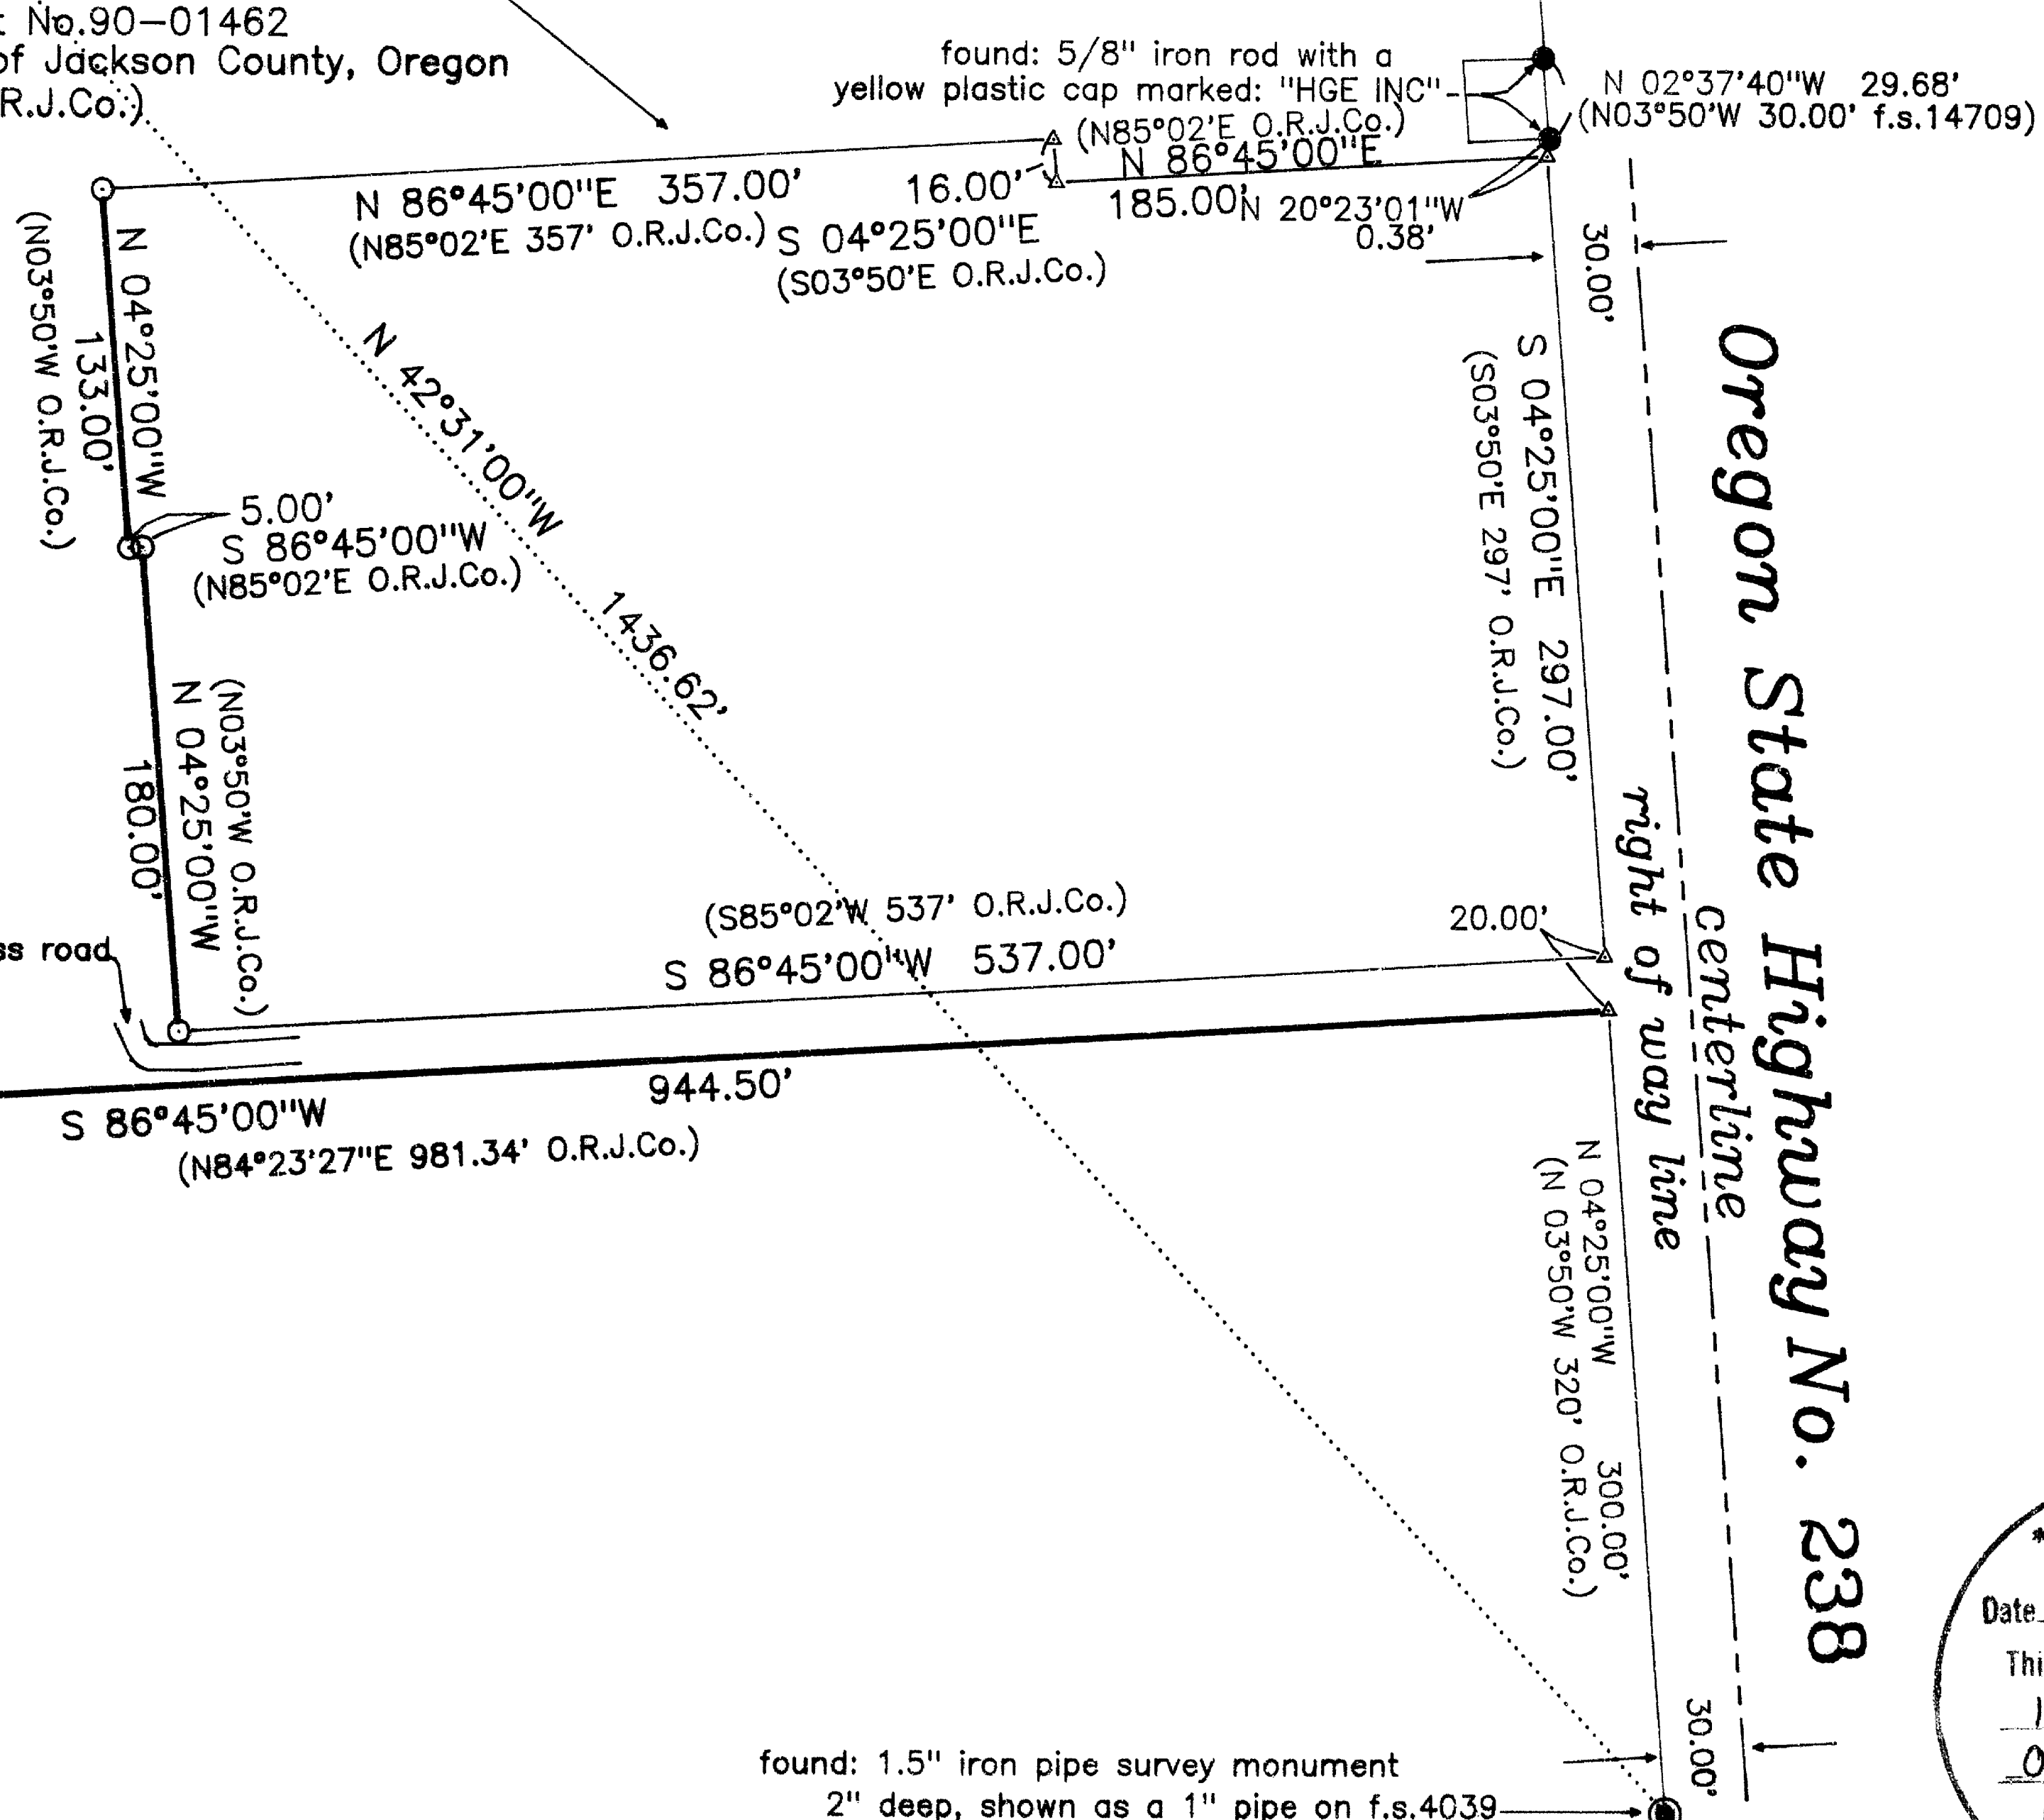 No.90-01462
of Jackson County, Oregon
R.J.Co.)
found: 5/8" iron rod with a
yellow plastic cap marked: "HGE INC"
N 02°37'40"W 29.68'
(N03°50'W 30.00' f.s.14709)
(N85°02'E O.R.J.Co.)
N 86°45'00"E
185.00'
N 86°45'00"E 357.00'
(N85°02'E 357' O.R.J.Co.)
16.00'
S 04°25'00"E
(S03°50'E O.R.J.Co.)
N 20°23'01"W
0.38'
30.00'
N 04°25'00"W
133.00'
(N03°50'W O.R.J.Co.)
N 42°31'00"W
1436.62'
5.00'
S 86°45'00"W
(N85°02'E O.R.J.Co.)
S 04°25'00"E 297.00'
(S03°50'E 297' O.R.J.Co.)
Oregon State Highway No. 238
centerline
right of way line
(N03°50'W O.R.J.Co.)
N 04°25'00"W
180.00'
(S85°02'W 537' O.R.J.Co.)
S 86°45'00"W 537.00'
20.00'
ss road
944.50'
S 86°45'00"W
(N84°23'27"E 981.34' O.R.J.Co.)
N 04°25'00"W 300.00'
(N 03°50'W 320' O.R.J.Co.)
30.00'
found: 1.5" iron pipe survey monument
2" deep, shown as a 1" pipe on f.s.4039
*
Date
Thi
1
0